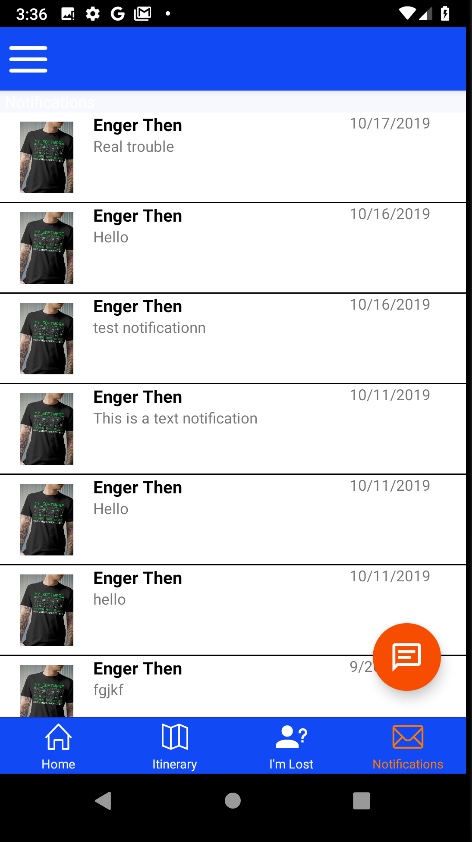 3:36
Notifications
Enger Then
10/17/2019
Real trouble
Enger Then
10/16/2019
Hello
Enger Then
10/16/2019
test notificationn
Enger Then
10/11/2019
This is a text notification
Enger Then
10/11/2019
Hello
Enger Then
10/11/2019
hello
Enger Then
9/2
fgjkf
Home
Itinerary
I'm Lost
Notifications